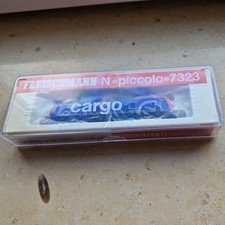 FLEISCHMANN N «piccolo» 7323
cargo